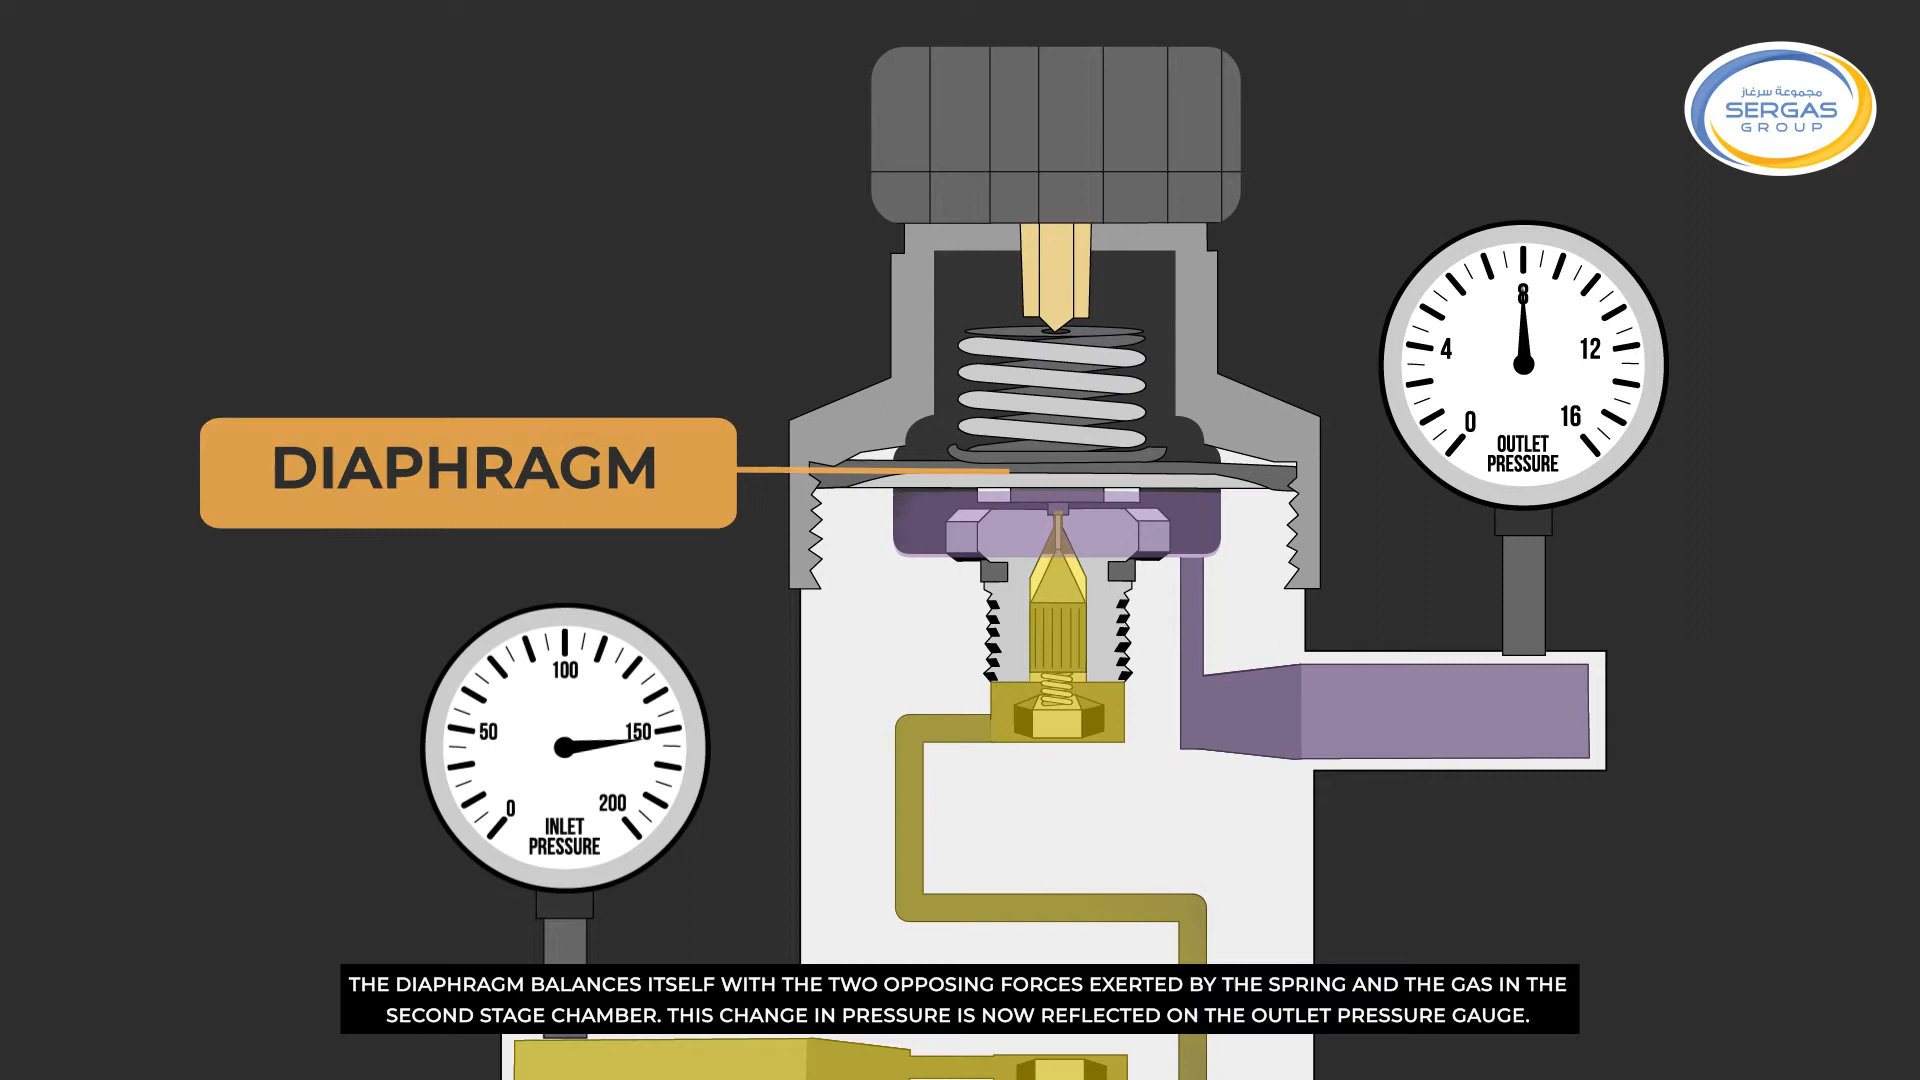 مجموعة سرغاز
SERGAS
GROUP
8
4
12
0
16
OUTLET
PRESSURE
DIAPHRAGM
100
50
150
0
200
INLET
PRESSURE
THE DIAPHRAGM BALANCES ITSELF WITH THE TWO OPPOSING FORCES EXERTED BY THE SPRING AND THE GAS IN THE
SECOND STAGE CHAMBER. THIS CHANGE IN PRESSURE IS NOW REFLECTED ON THE OUTLET PRESSURE GAUGE.